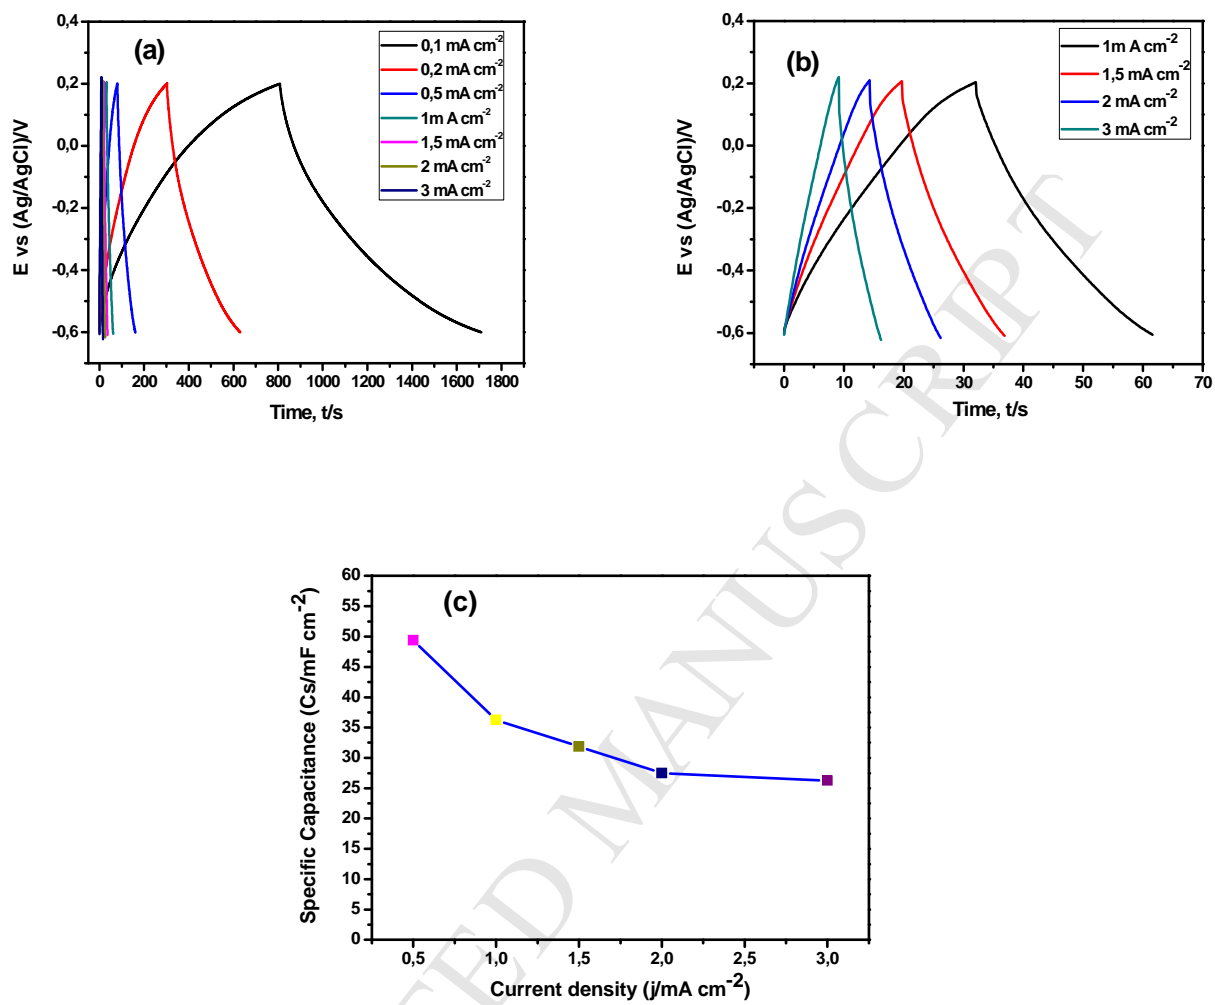 (a)
0,4
0,2
0,0
-0,2
-0,4
-0,6
E vs (Ag/AgCl)/V
0,1 mA cm-2
0,2 mA cm-2
0,5 mA cm-2
1m A cm-2
1,5 mA cm-2
2 mA cm-2
3 mA cm-2
0 200 400 600 800 1000 1200 1400 1600 1800
Time, t/s
(b)
0,4
0,2
0,0
-0,2
-0,4
-0,6
E vs (Ag/AgCl)/V
1m A cm-2
1,5 mA cm-2
2 mA cm-2
3 mA cm-2
0 10 20 30 40 50 60 70
Time, t/s
(c)
60
55
50
45
40
35
30
25
20
15
10
5
0
Specific Capacitance (Cs/mF cm-2)
0,5 1,0 1,5 2,0 2,5 3,0
Current density (j/mA cm-2)
TED MANUSCRIPT